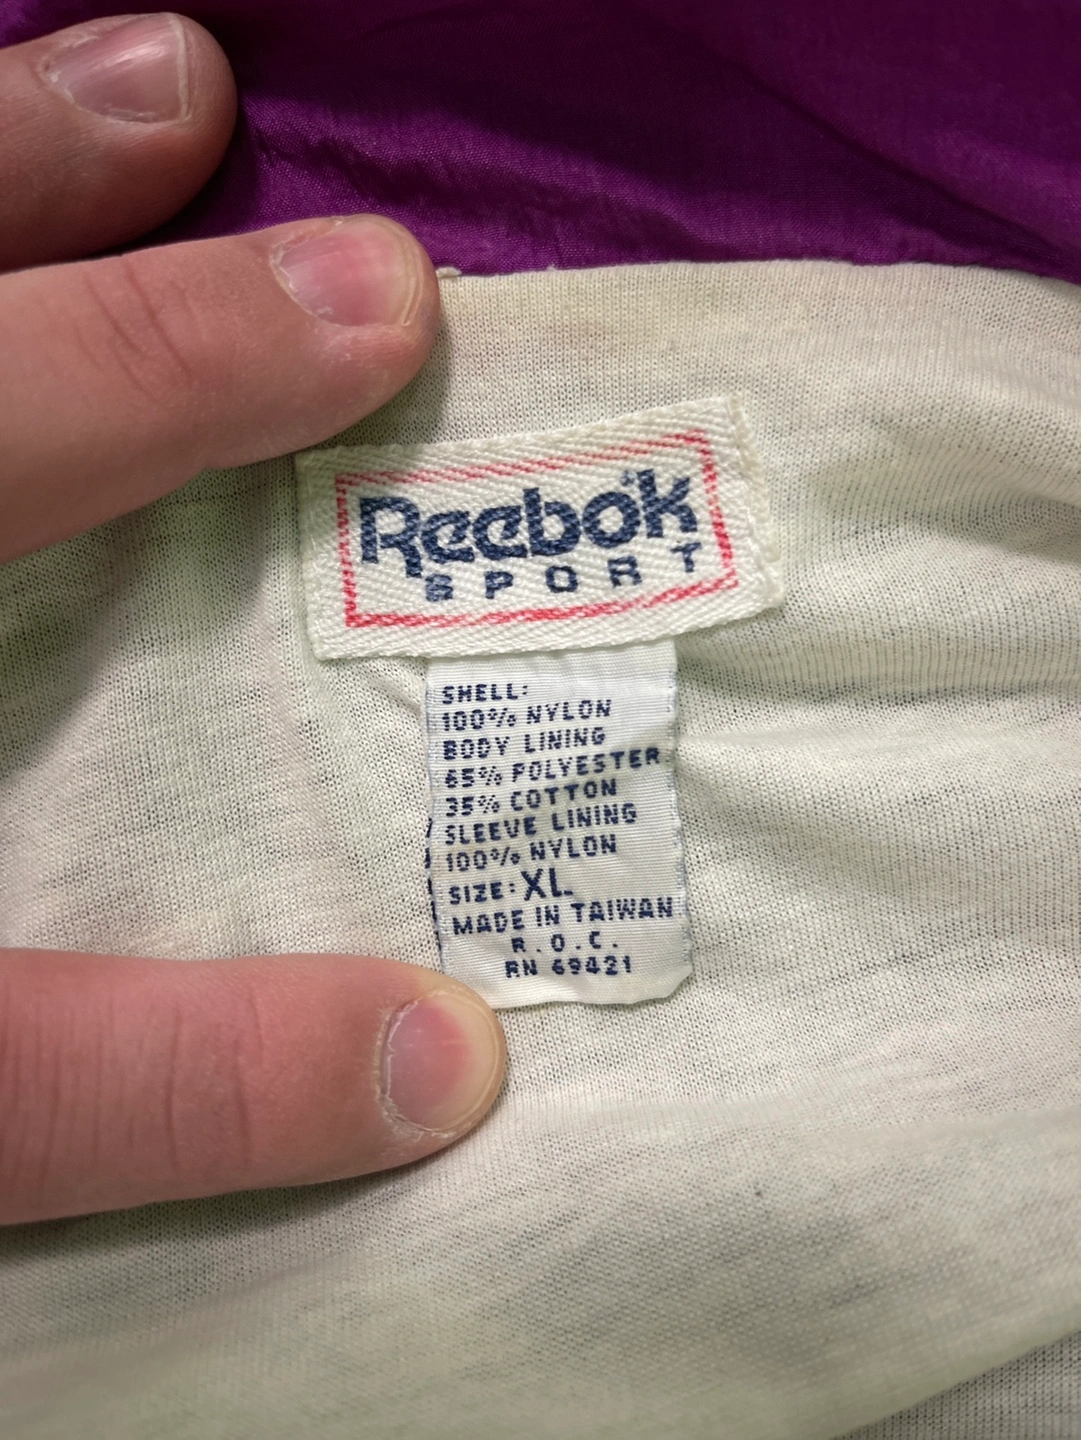 Reebok
SPORT
SHELL:
100% NYLON
BODY LINING
65% POLYESTER
35% COTTON
SLEEVE LINING
100% NYLON
SIZE: XL
MADE IN TAIWAN
R.O.C.
RN 69421